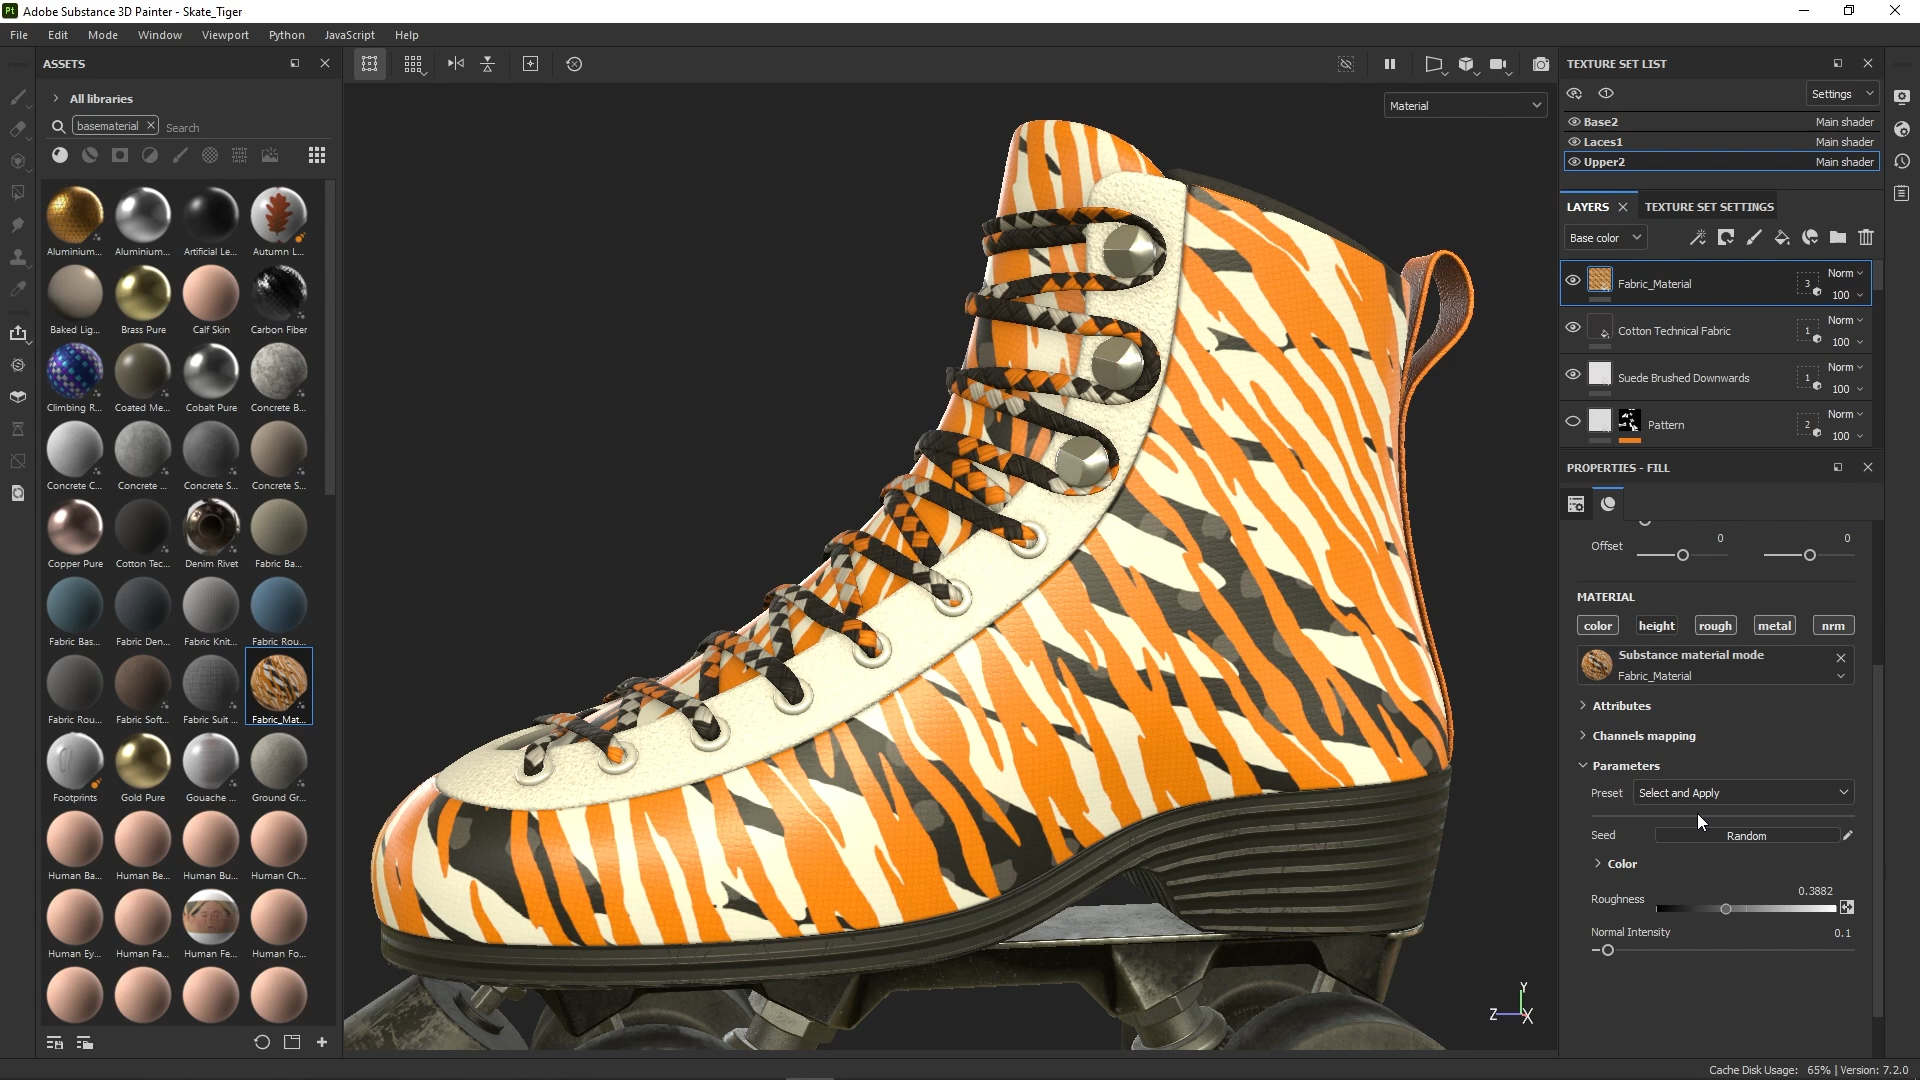 Pt Adobe Substance 3D Painter - Skate_Tiger
File Edit Mode Window Viewport Python JavaScript Help
ASSETS
All libraries
basematerial Search
Aluminium... Aluminium... Artificial Le... Autumn L...
Baked Lig... Brass Pure Calf Skin Carbon Fiber
Climbing R... Coated Me... Cobalt Pure Concrete B...
Concrete C... Concrete ... Concrete S... Concrete S...
Copper Pure Cotton Tec... Denim Rivet Fabric Ba...
Fabric Bas... Fabric Den... Fabric Knit... Fabric Rou...
Fabric Rou... Fabric Soft... Fabric Suit ... Fabric_Mat...
Footprints Gold Pure Gouache ... Ground Gr...
Human Ba... Human Be... Human Bu... Human Ch...
Human Ey... Human Fa... Human Fe... Human Fo...
Material
Y
Z X
TEXTURE SET LIST
Settings
Base2 Main shader
Laces1 Main shader
Upper2 Main shader
LAYERS TEXTURE SET SETTINGS
Base color
Fabric_Material 3 Norm 100
Cotton Technical Fabric 1 Norm 100
Suede Brushed Downwards 1 Norm 100
Pattern 2 Norm 100
PROPERTIES - FILL
Offset 0 0
MATERIAL
color height rough metal nrm
Substance material mode
Fabric_Material
Attributes
Channels mapping
Parameters
Preset Select and Apply
Seed Random
Color
Roughness 0.3882
Normal Intensity 0.1
Cache Disk Usage: 65% | Version: 7.2.0